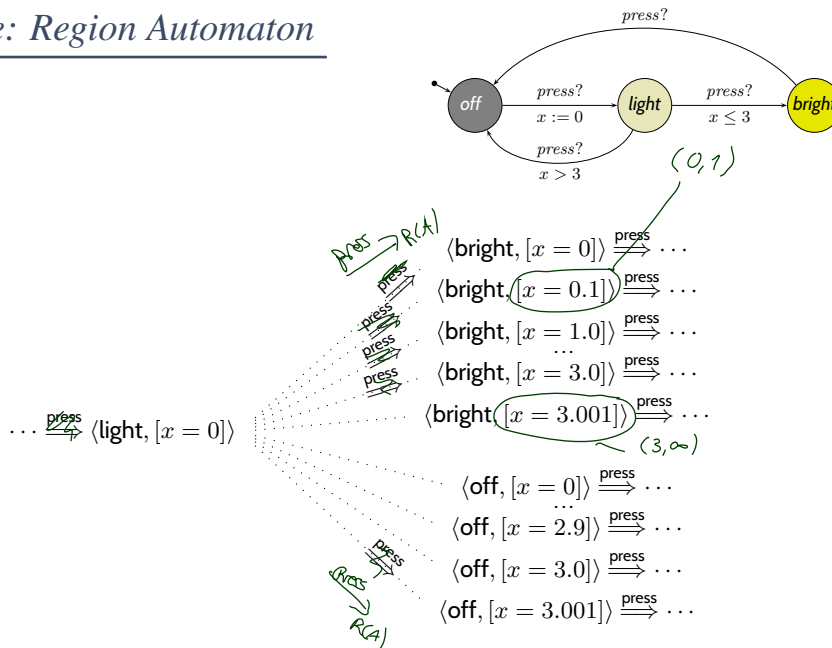 e: Region Automaton
press?
off
press?
x := 0
light
press?
x ≤ 3
bright
press?
x > 3
(0,1)
press R(A)
⟨bright, [x = 0]⟩ press ⟹ ⋯
press
⟨bright, [x = 0.1]⟩ press ⟹ ⋯
press
⟨bright, [x = 1.0]⟩ press ⟹ ⋯
...
press
⟨bright, [x = 3.0]⟩ press ⟹ ⋯
press
⟨bright, [x = 3.001]⟩ press ⟹ ⋯
⋯ press ⟹ ⟨light, [x = 0]⟩
(3,∞)
⟨off, [x = 0]⟩ press ⟹ ⋯
...
⟨off, [x = 2.9]⟩ press ⟹ ⋯
press
⟨off, [x = 3.0]⟩ press ⟹ ⋯
press
⟨off, [x = 3.001]⟩ press ⟹ ⋯
R(A)